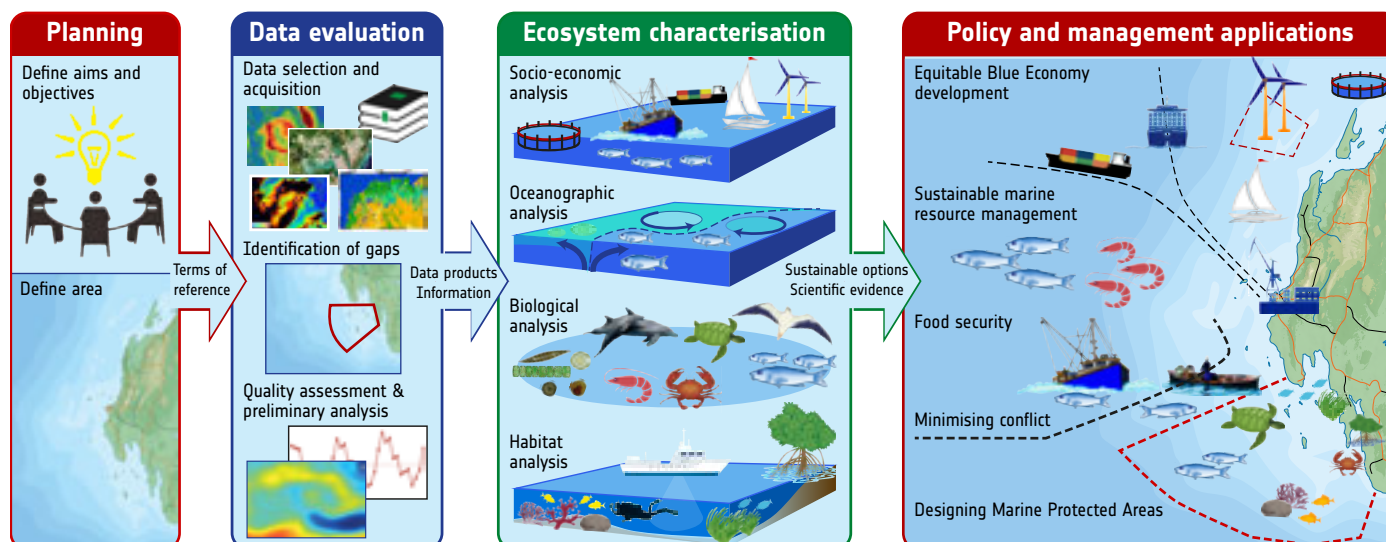 Planning
Define aims and
objectives
Define area
Terms of
reference
Data evaluation
Data selection and
acquisition
Identification of gaps
Quality assessment &
preliminary analysis
Data products
Information
Ecosystem characterisation
Socio-economic
analysis
Oceanographic
analysis
Biological
analysis
Habitat
analysis
Sustainable options
Scientific evidence
Policy and management applications
Equitable Blue Economy
development
Sustainable marine
resource management
Food security
Minimising conflict
Designing Marine Protected Areas